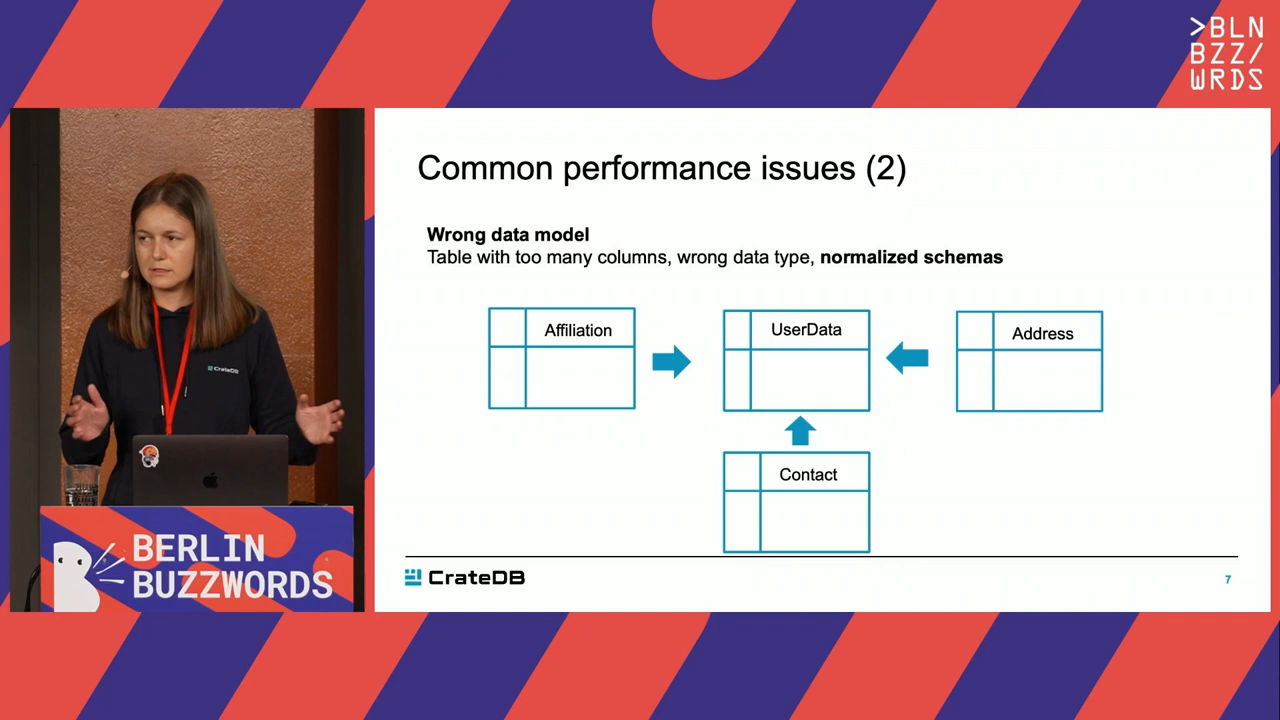 >BLN
BZZ/
WRDS
Common performance issues (2)
Wrong data model
Table with too many columns, wrong data type, normalized schemas
Affiliation
UserData
Address
Contact
CrateDB
7
CrateDB
BERLIN
BUZZWORDS